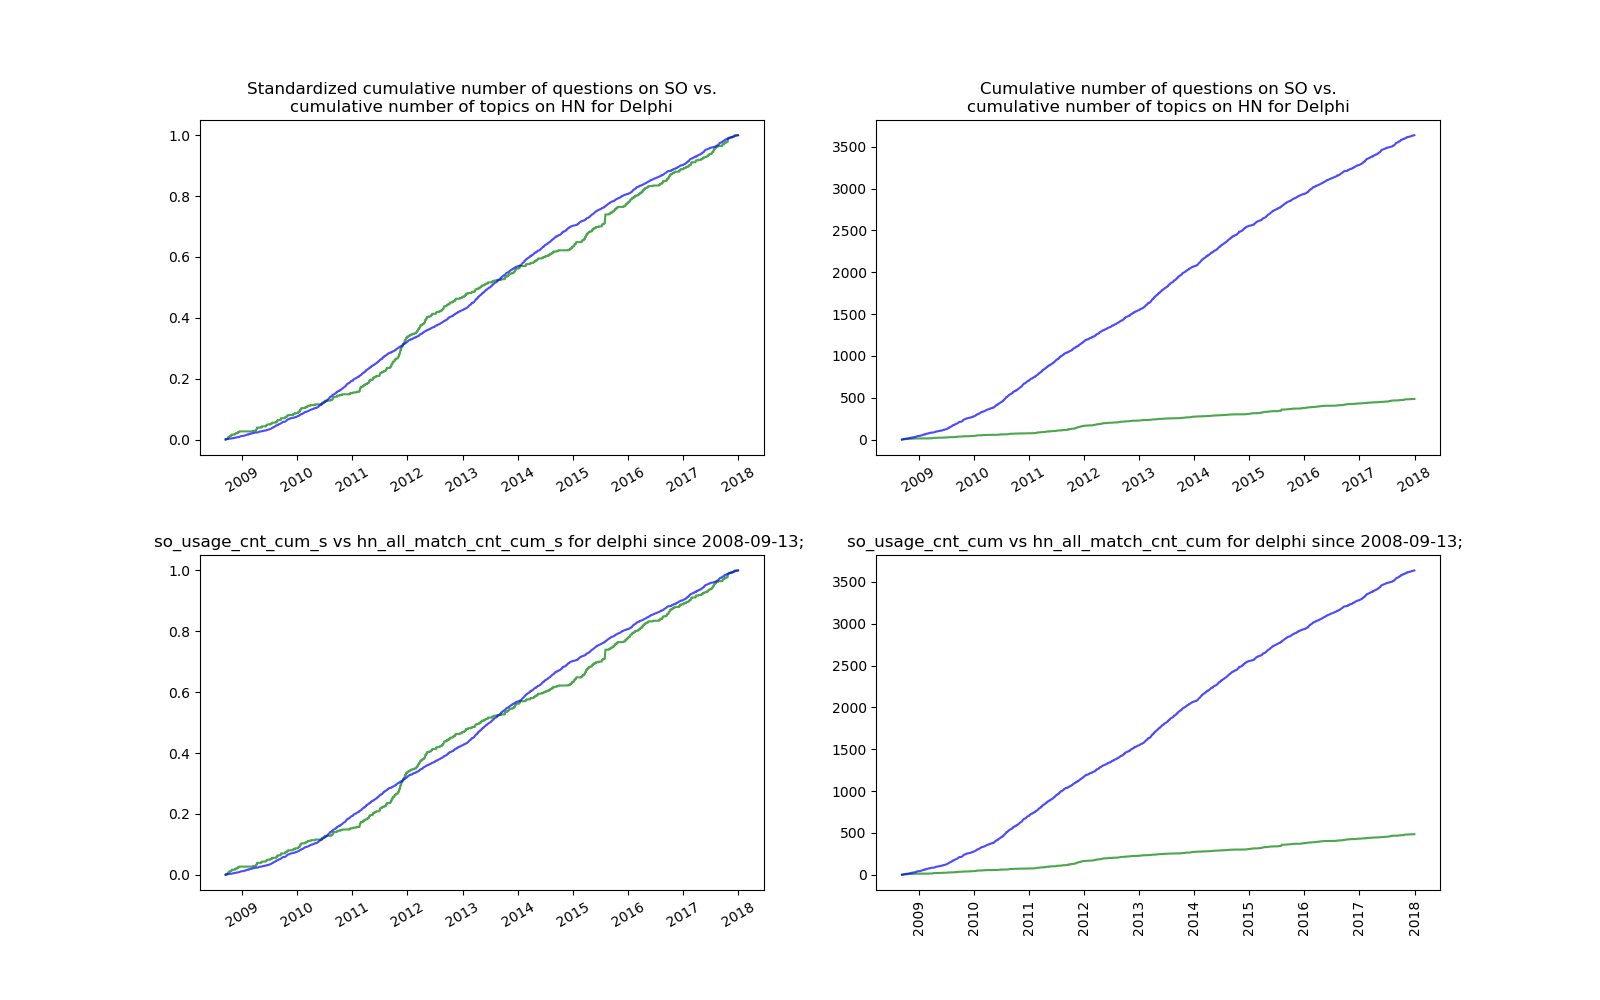 Standardized cumulative number of questions on SO vs.
cumulative number of topics on HN for Delphi
1.0
0.8
0.6
0.4
0.2
0.0
2009 2010 2011 2012 2013 2014 2015 2016 2017 2018
Cumulative number of questions on SO vs.
cumulative number of topics on HN for Delphi
3500
3000
2500
2000
1500
1000
500
0
2009 2010 2011 2012 2013 2014 2015 2016 2017 2018
so_usage_cnt_cum_s vs hn_all_match_cnt_cum_s for delphi since 2008-09-13;
1.0
0.8
0.6
0.4
0.2
0.0
2009 2010 2011 2012 2013 2014 2015 2016 2017 2018
so_usage_cnt_cum vs hn_all_match_cnt_cum for delphi since 2008-09-13;
3500
3000
2500
2000
1500
1000
500
0
2009 2010 2011 2012 2013 2014 2015 2016 2017 2018